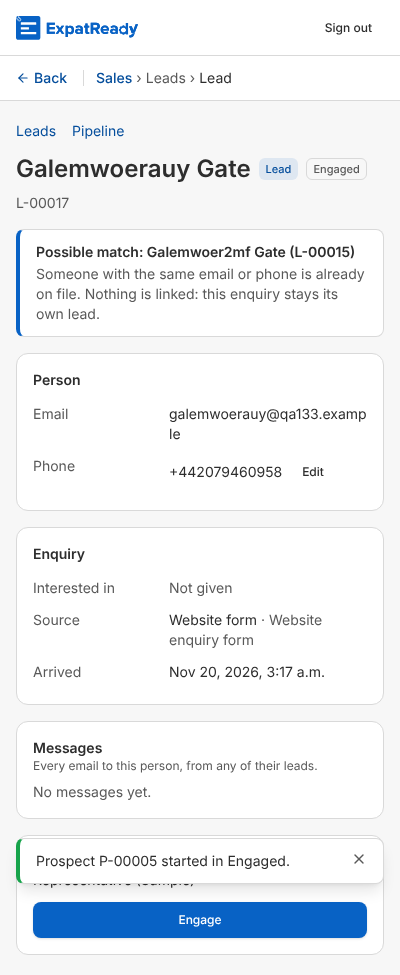 ExpatReady
Sign out
← Back
Sales › Leads › Lead
Leads Pipeline
Galemwoerauy Gate Lead Engaged
L-00017
Possible match: Galemwoer2mf Gate (L-00015)
Someone with the same email or phone is already
on file. Nothing is linked: this enquiry stays its
own lead.
Person
Email galemwoerauy@qa133.examp
le
Phone +442079460958 Edit
Enquiry
Interested in Not given
Source Website form · Website
enquiry form
Arrived Nov 20, 2026, 3:17 a.m.
Messages
Every email to this person, from any of their leads.
No messages yet.
Prospect P-00005 started in Engaged.
Engage